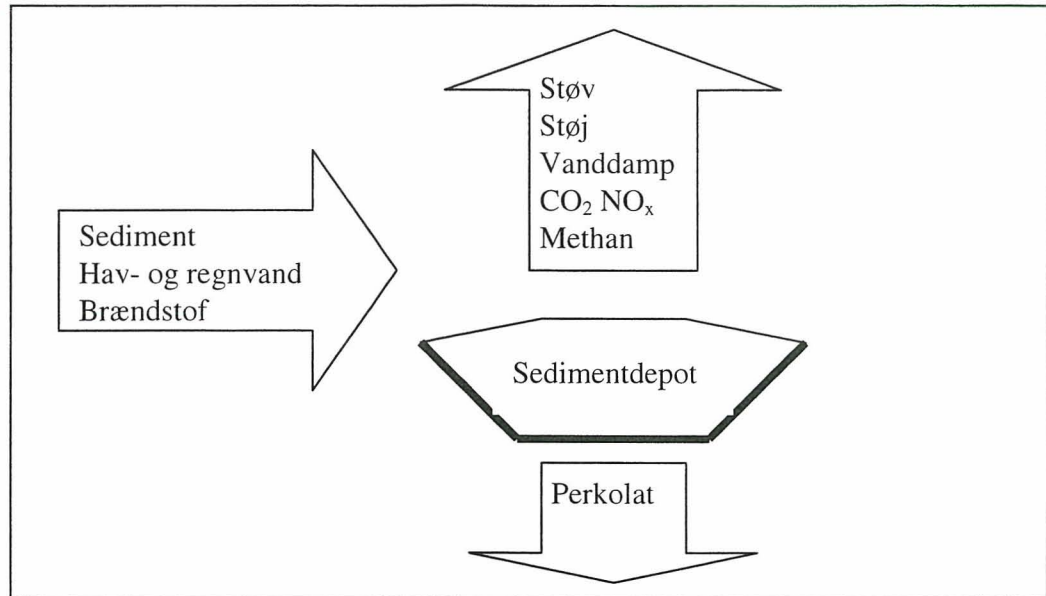 Støv
Støj
Vanddamp
CO₂ NOₓ
Methan
Sediment
Hav- og regnvand
Brændstof
Sedimentdepot
Perkolat